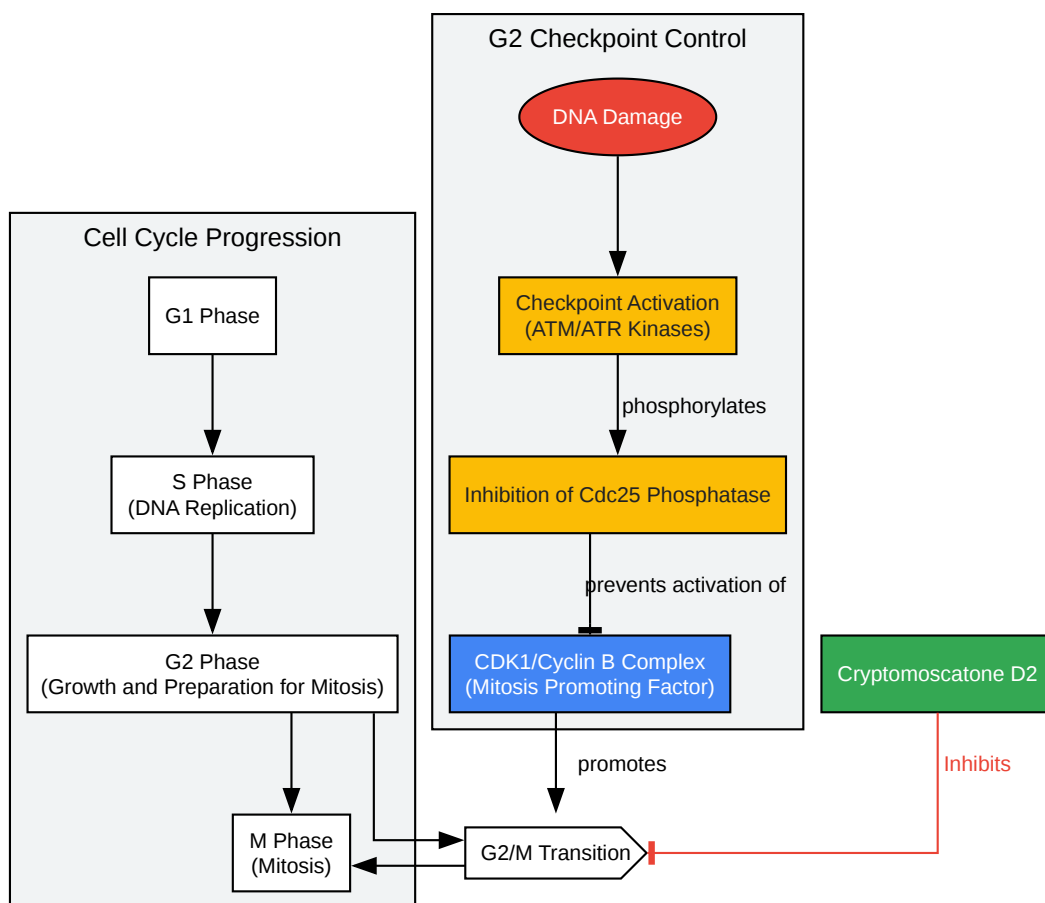 G2 Checkpoint Control
DNA Damage
Cell Cycle Progression
G1 Phase
Checkpoint Activation
(ATM/ATR Kinases)
phosphorylates
S Phase
(DNA Replication)
Inhibition of Cdc25 Phosphatase
prevents activation of
G2 Phase
(Growth and Preparation for Mitosis)
CDK1/Cyclin B Complex
(Mitosis Promoting Factor)
Cryptomoscatone D2
promotes
Inhibits
M Phase
(Mitosis)
G2/M Transition